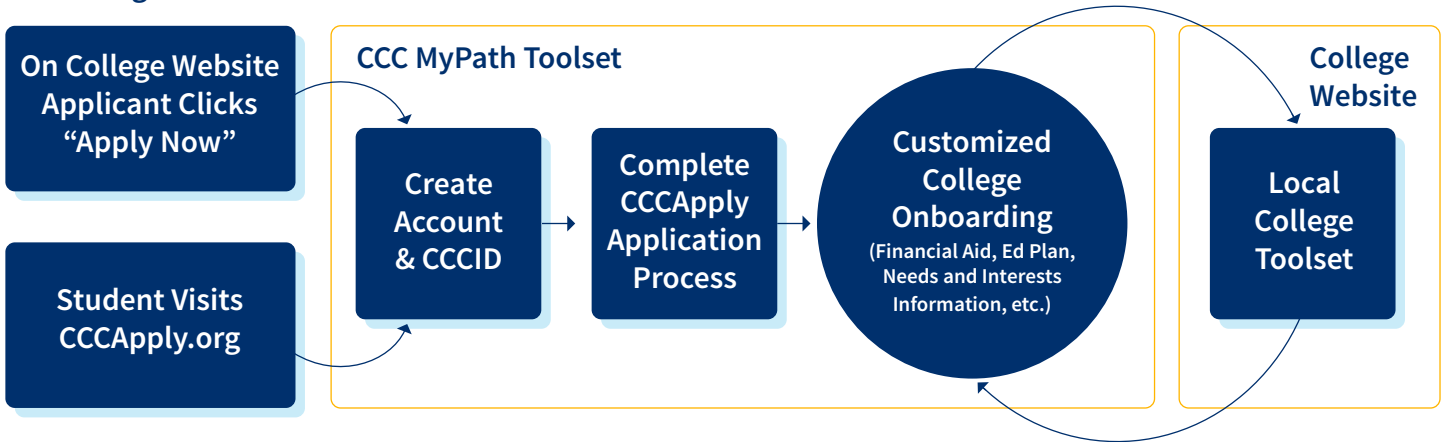 On College Website
Applicant Clicks
“Apply Now”
Student Visits
CCCApply.org
CCC MyPath Toolset
Create
Account
& CCCID
Complete
CCCApply
Application
Process
Customized
College
Onboarding
(Financial Aid, Ed Plan,
Needs and Interests
Information, etc.)
College
Website
Local
College
Toolset